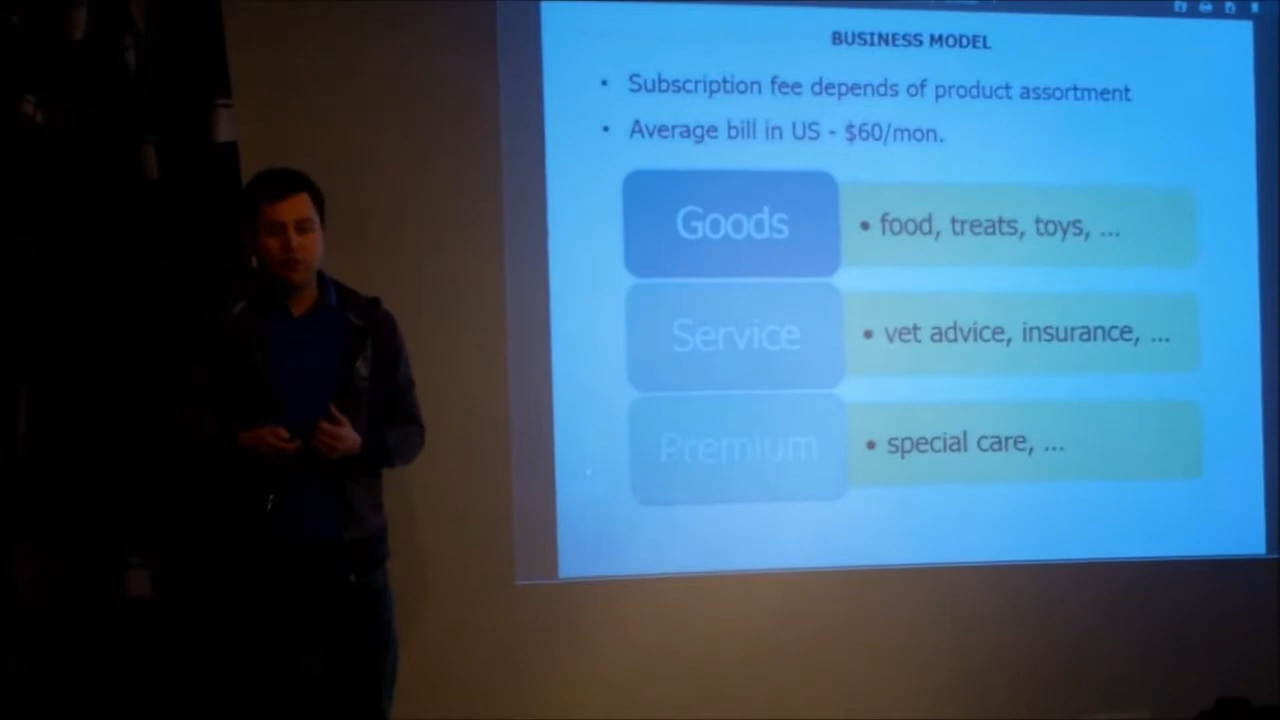 BUSINESS MODEL
• Subscription fee depends of product assortment
• Average bill in US - $60/mon.
Goods
• food, treats, toys, ...
Service
• vet advice, insurance, ...
Premium
• special care, ...